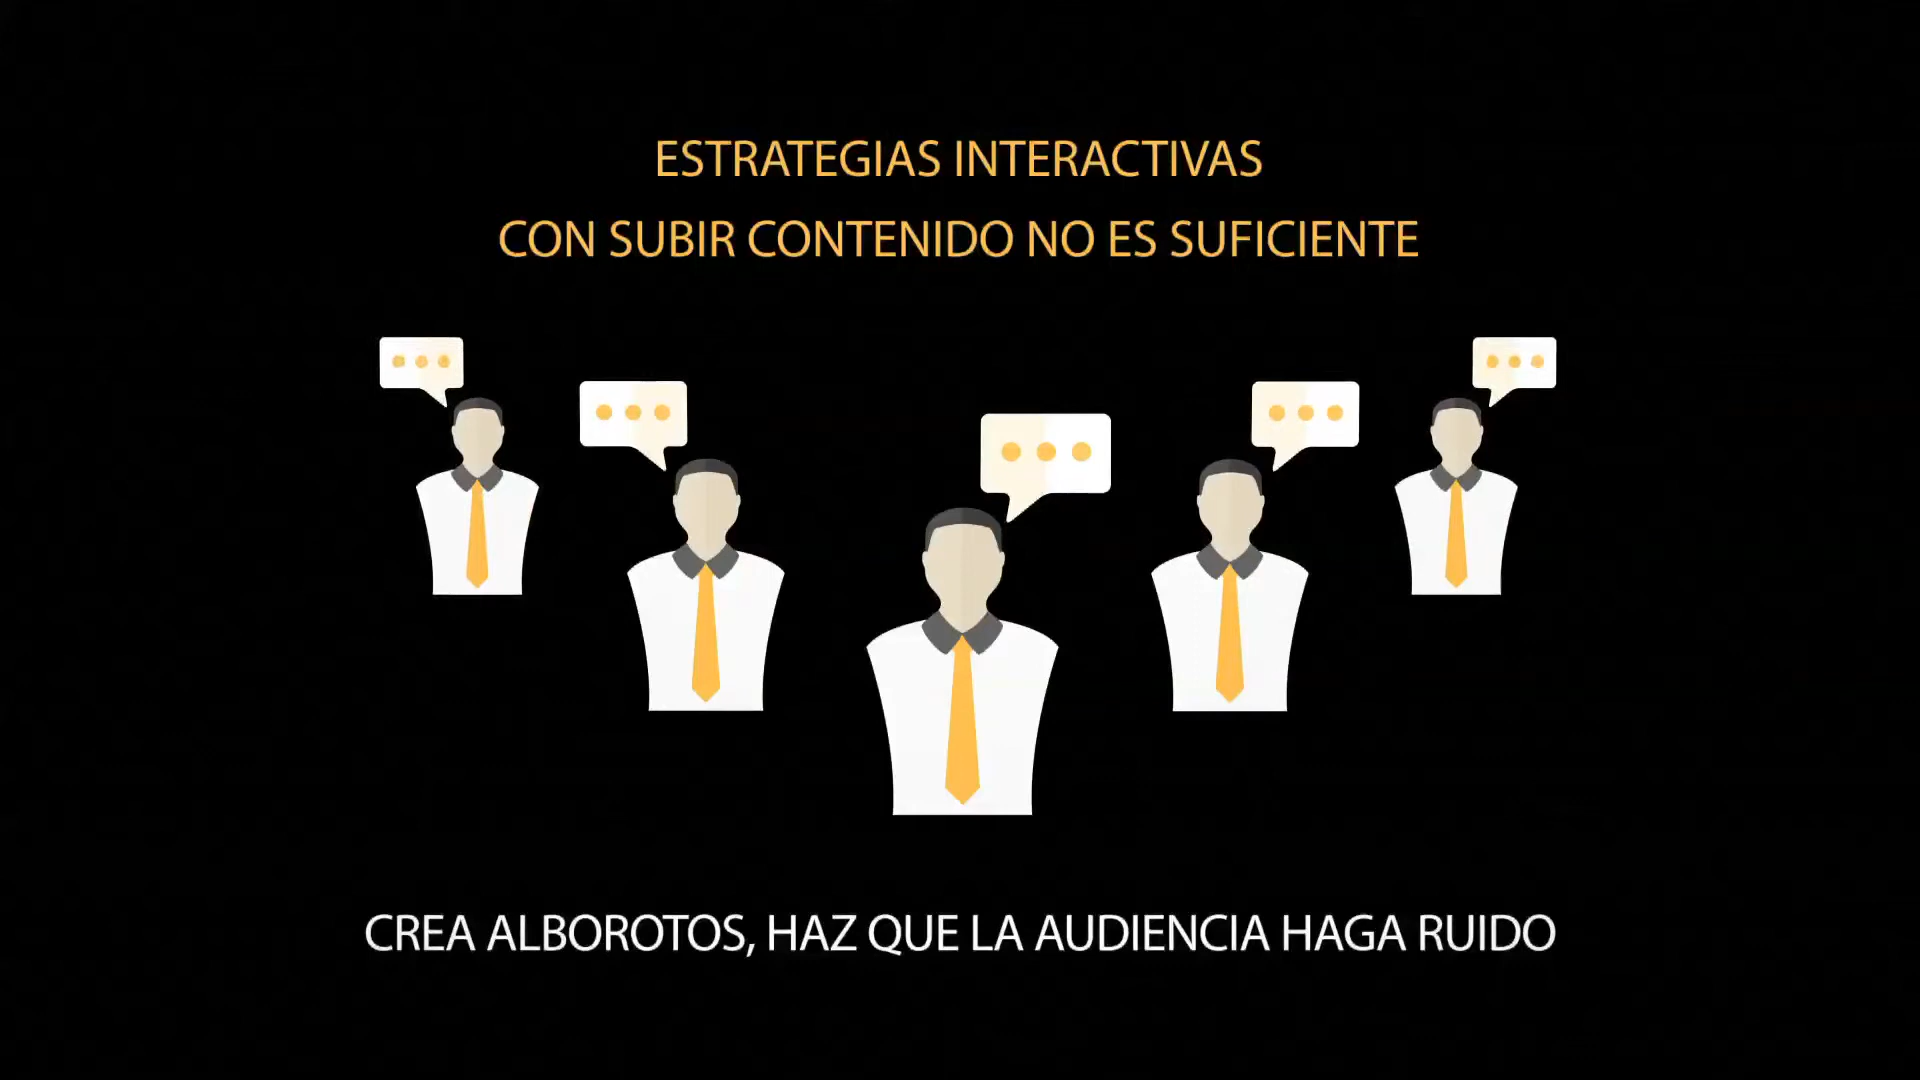 ESTRATEGIAS INTERACTIVAS
CON SUBIR CONTENIDO NO ES SUFICIENTE
CREA ALBOROTOS, HAZ QUE LA AUDIENCIA HAGA RUIDO